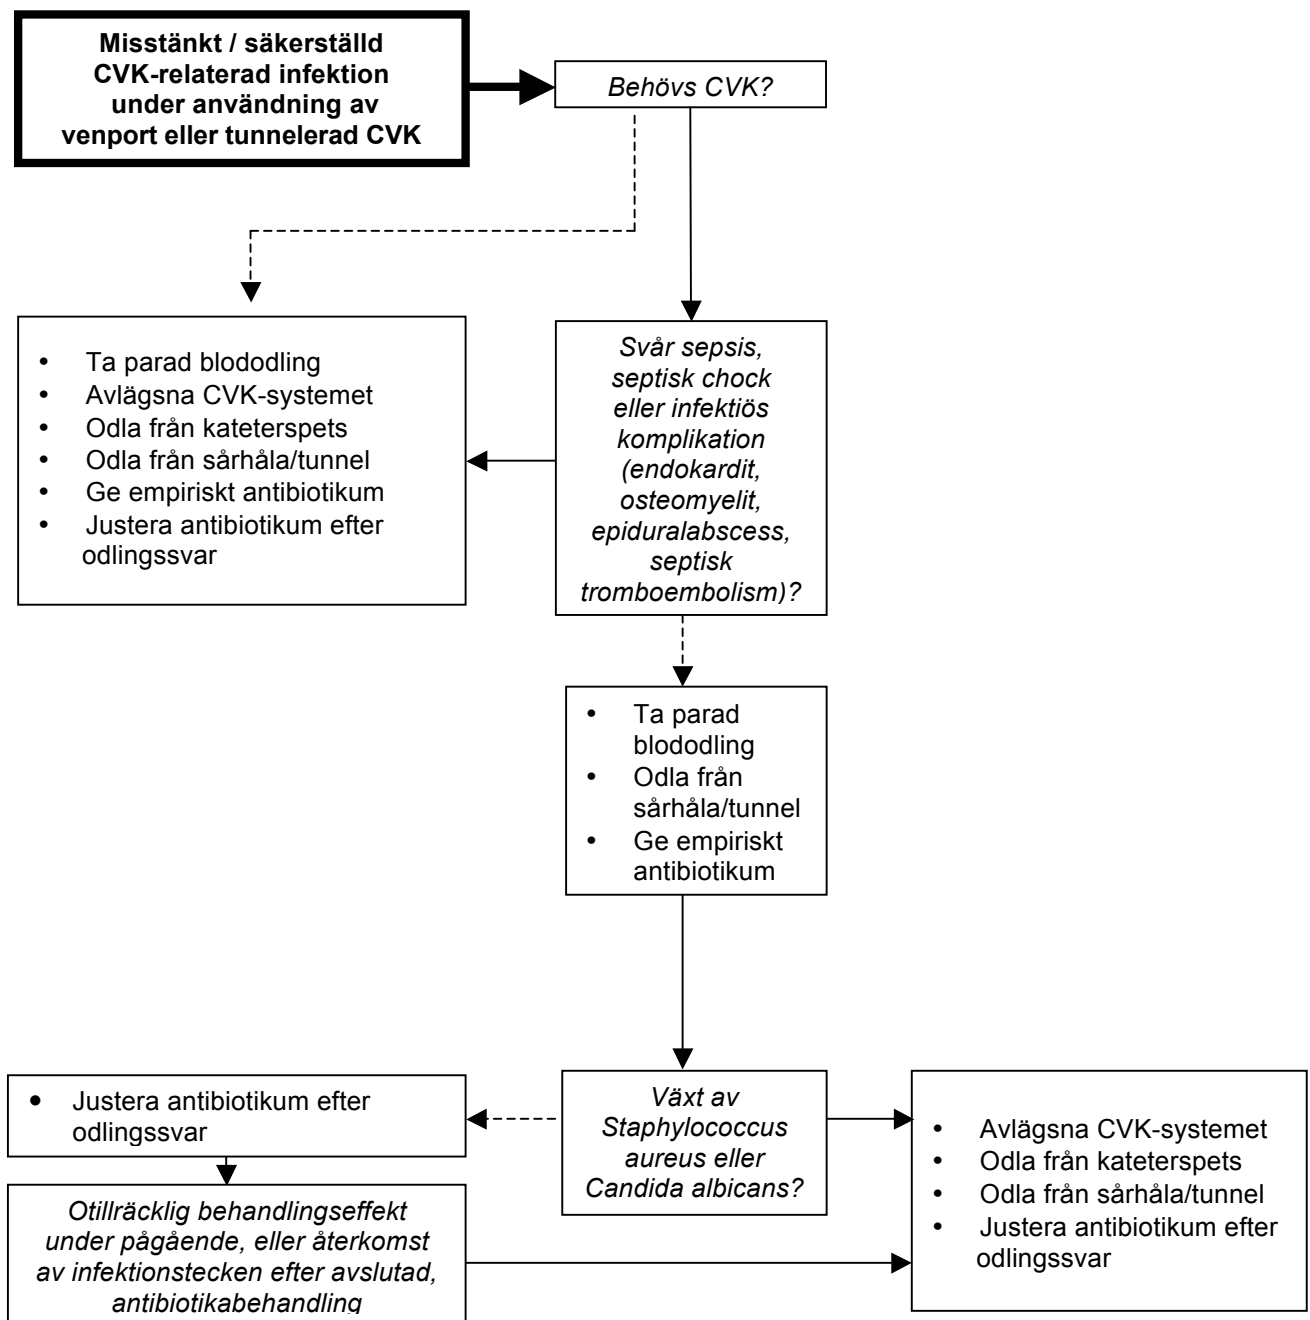 Misstänkt / säkerställd
CVK-relaterad infektion
under användning av
venport eller tunnelerad CVK
Behövs CVK?
• Ta parad blododling
• Avlägsna CVK-systemet
• Odla från kateterspets
• Odla från sårhåla/tunnel
• Ge empiriskt antibiotikum
• Justera antibiotikum efter
odlingssvar
Svår sepsis,
septisk chock
eller infektiös
komplikation
(endokardit,
osteomyelit,
epiduralabscess,
septisk
tromboembolism)?
• Ta parad
blododling
• Odla från
sårhåla/tunnel
• Ge empiriskt
antibiotikum
Växt av
Staphylococcus
aureus eller
Candida albicans?
• Justera antibiotikum efter
odlingssvar
Otillräcklig behandlingseffekt
under pågående, eller återkomst
av infektionstecken efter avslutad,
antibiotikabehandling
• Avlägsna CVK-systemet
• Odla från kateterspets
• Odla från sårhåla/tunnel
• Justera antibiotikum efter
odlingssvar